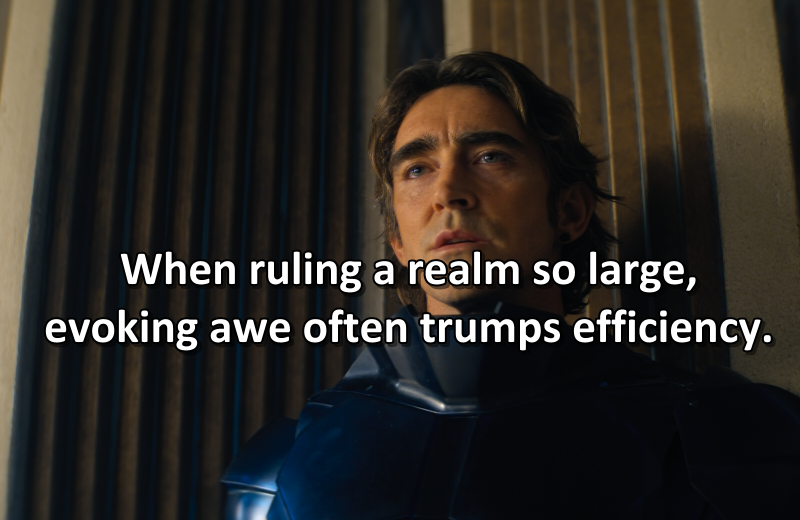 When ruling a realm so large,
evoking awe often trumps efficiency.